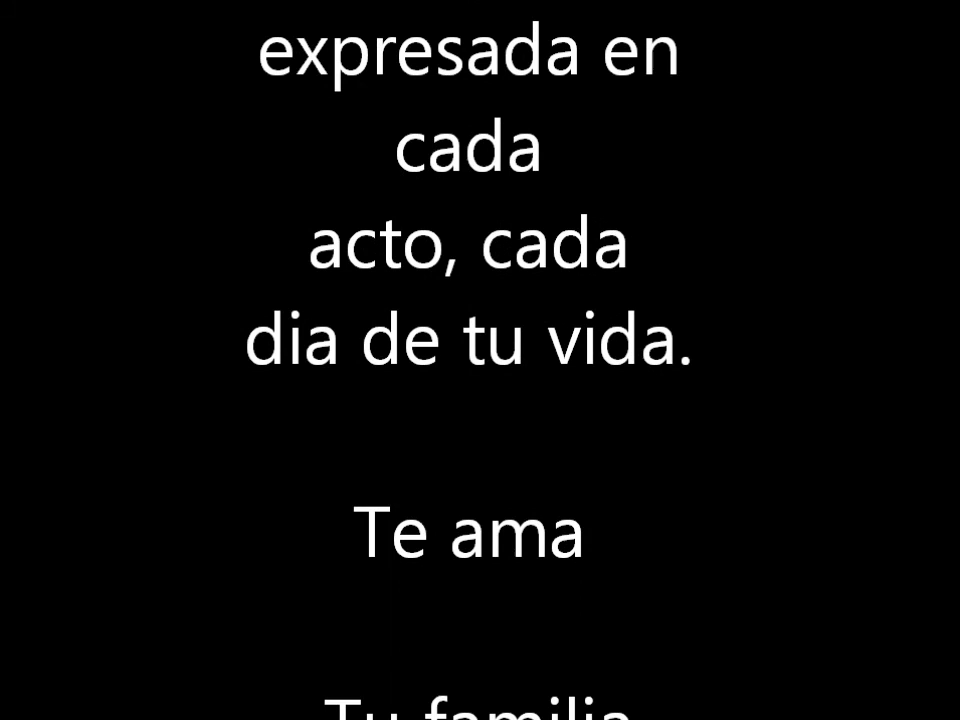 expresada en
cada
acto, cada
dia de tu vida.
Te ama
Tu familia